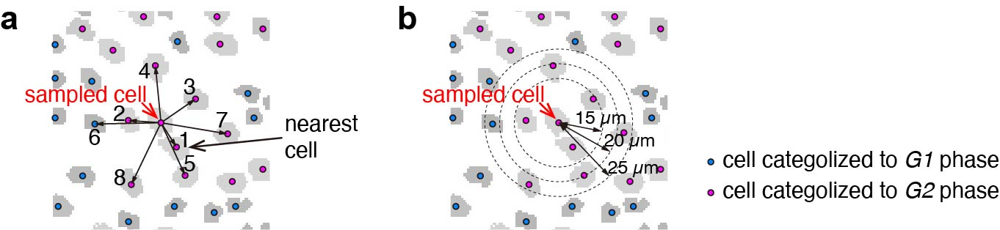 a
4
3
sampled cell
2
7
6
1
nearest
cell
5
8
b
sampled cell
15 µm
20 µm
25 µm
cell categolized to G1 phase
cell categolized to G2 phase